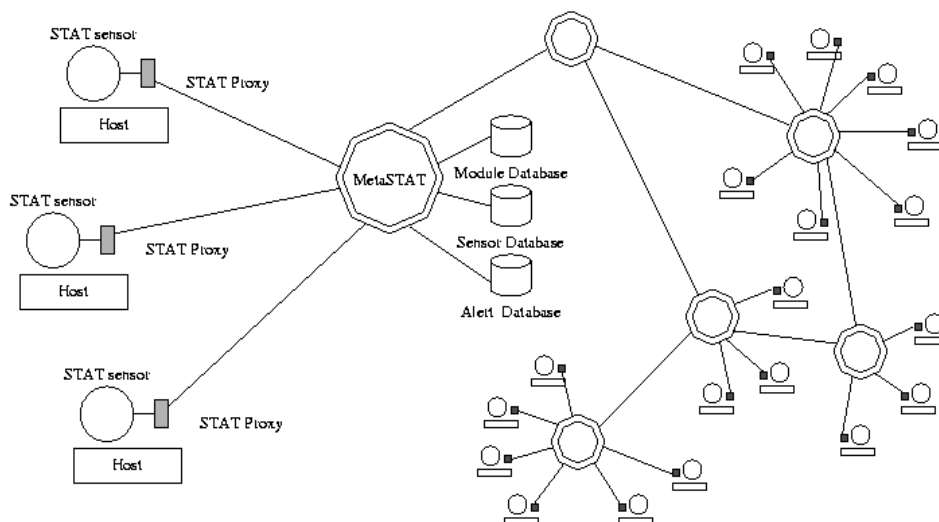 STAT sensor
STAT Proxy
Host
STAT sensor
STAT Proxy
Host
STAT sensor
STAT Proxy
Host
MetaSTAT
Module Database
Sensor Database
Alert Database